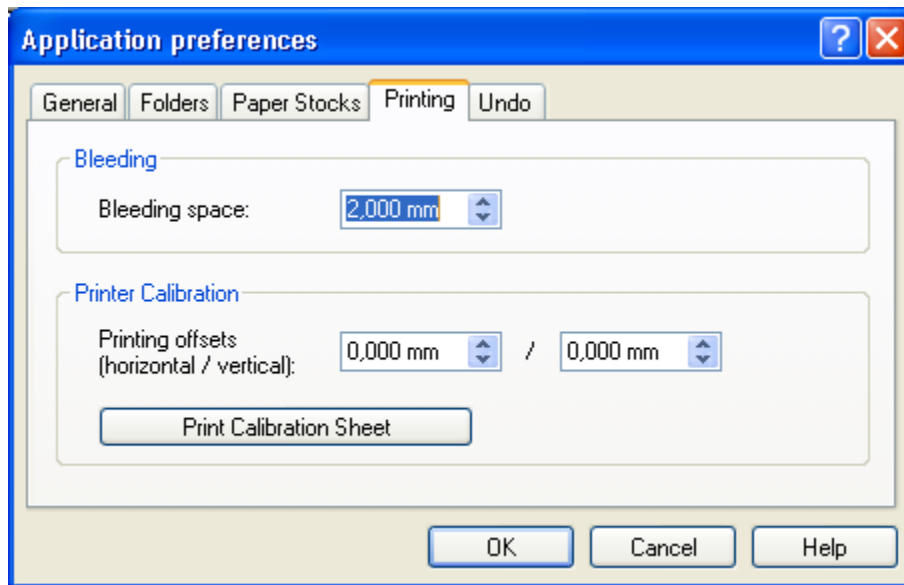 Application preferences
General Folders Paper Stocks Printing Undo
Bleeding
Bleeding space: 2,000 mm
Printer Calibration
Printing offsets
(horizontal / vertical): 0,000 mm / 0,000 mm
Print Calibration Sheet
OK Cancel Help